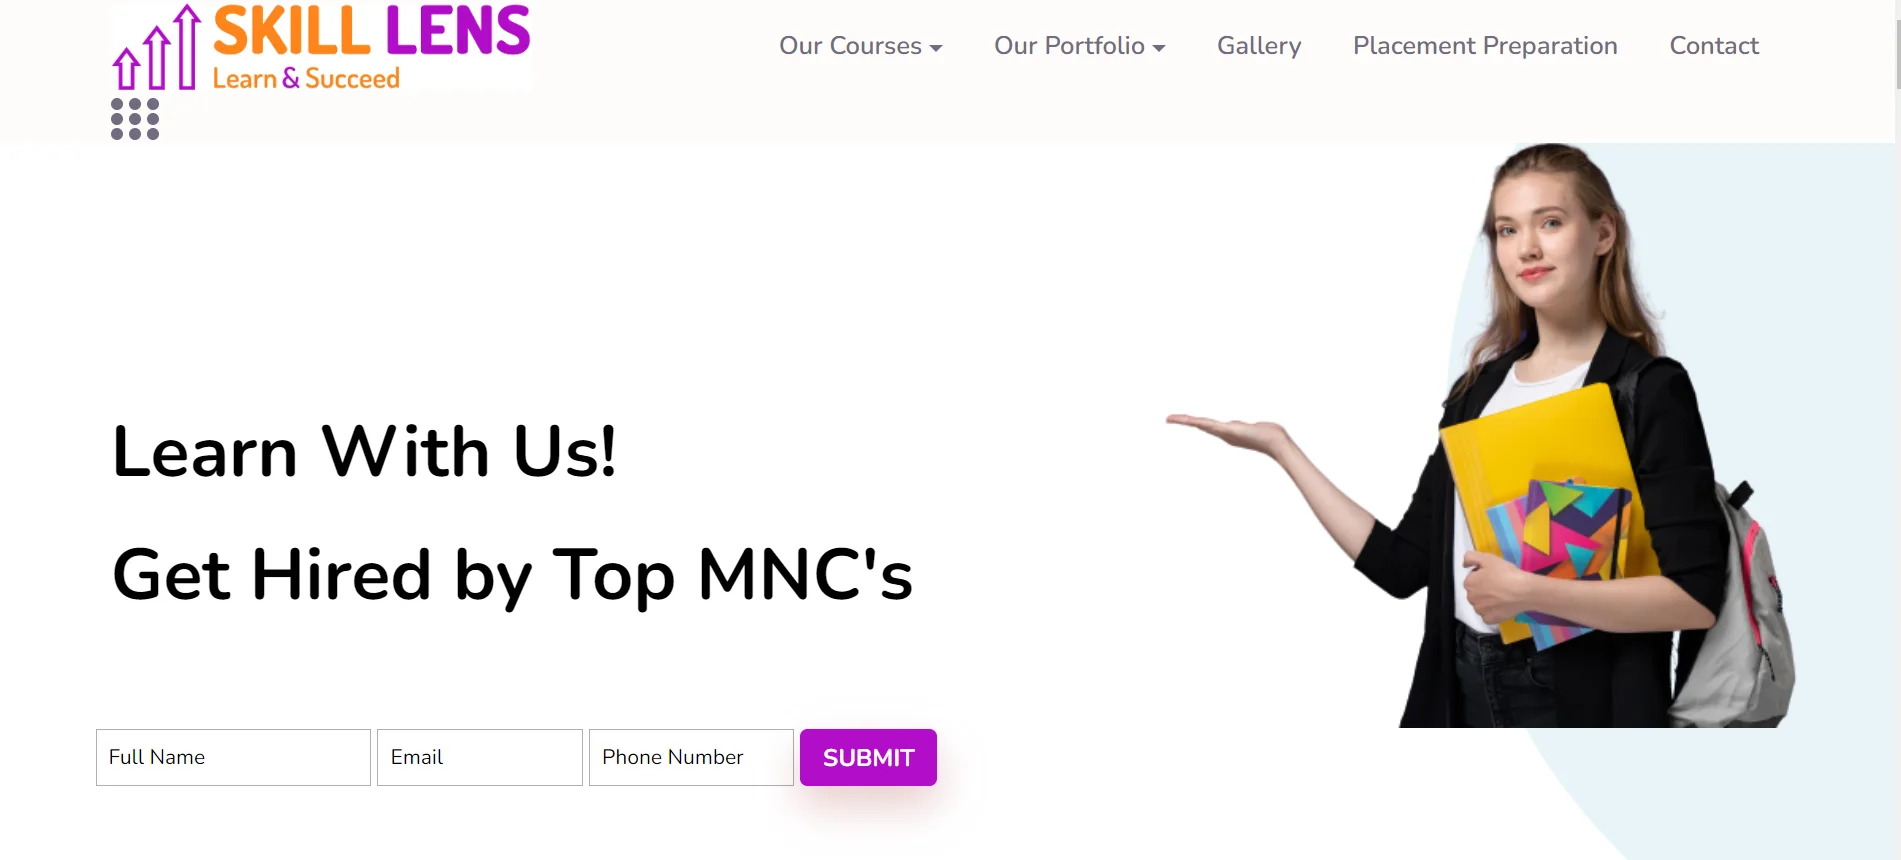 SKILL LENS
Learn & Succeed
Our Courses
Our Portfolio
Gallery
Placement Preparation
Contact
Learn With Us!
Get Hired by Top MNC's
Full Name
Email
Phone Number
SUBMIT